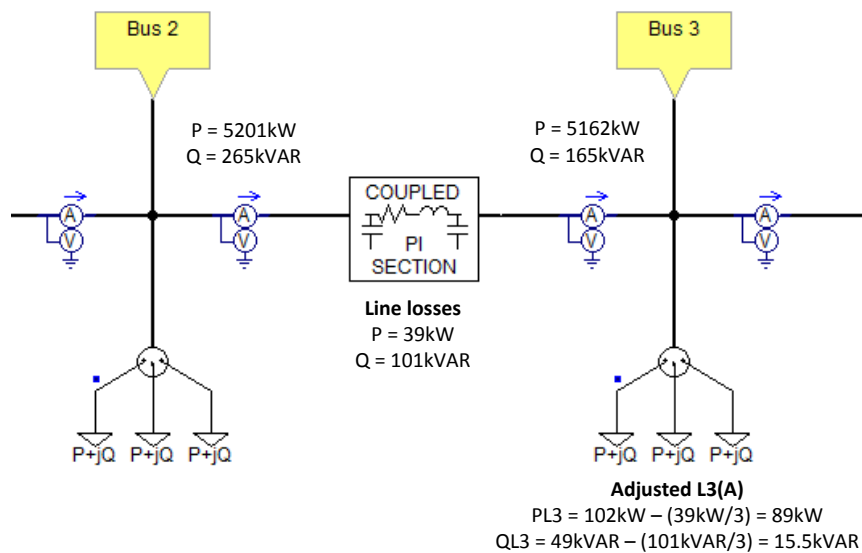 Bus 2
Bus 3
P = 5201kW
Q = 265kVAR
P = 5162kW
Q = 165kVAR
A
V
A
V
COUPLED
PI
SECTION
A
V
A
V
Line losses
P = 39kW
Q = 101kVAR
P+jQ P+jQ P+jQ
P+jQ P+jQ P+jQ
Adjusted L3(A)
PL3 = 102kW – (39kW/3) = 89kW
QL3 = 49kVAR – (101kVAR/3) = 15.5kVAR